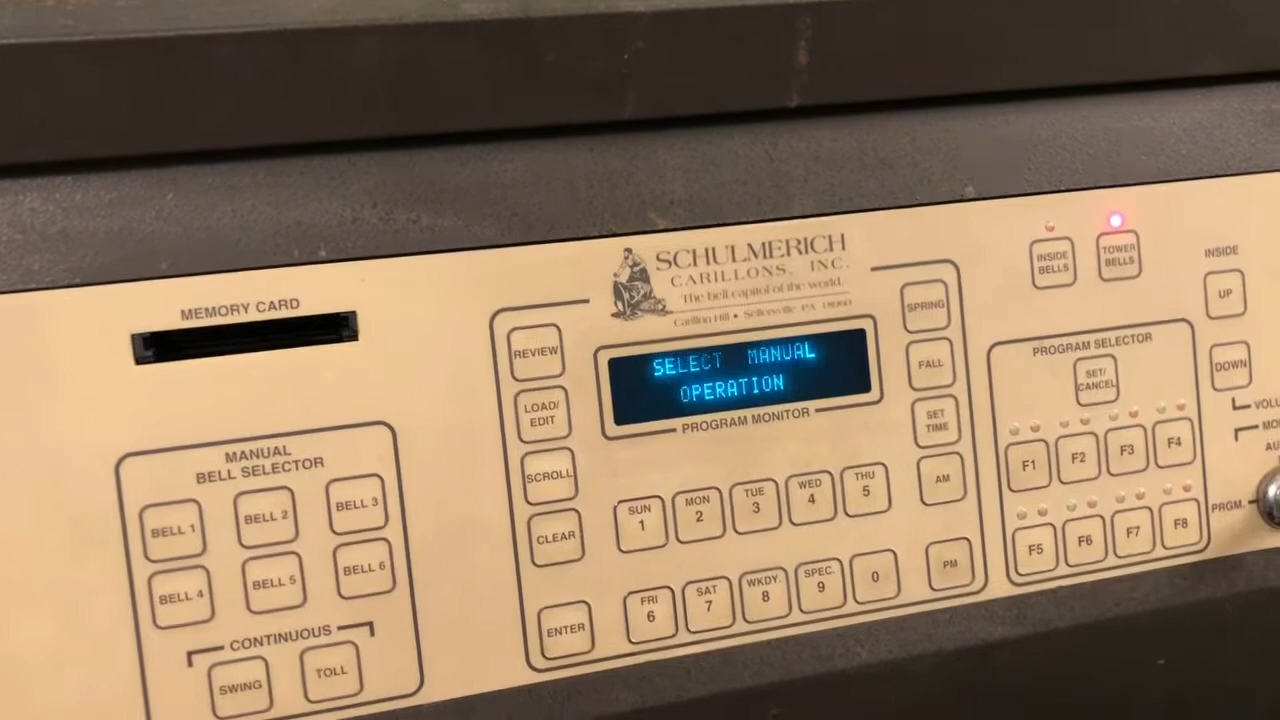 MEMORY CARD
MANUAL
BELL SELECTOR
BELL 1
BELL 2
BELL 3
BELL 4
BELL 5
BELL 6
CONTINUOUS
SWING
TOLL
SCHULMERICH
CARILLONS, INC.
The bell capitol of the world.
Carillon Hill • Sellersville, PA 18960
REVIEW
LOAD/
EDIT
SCROLL
CLEAR
ENTER
SELECT MANUAL
OPERATION
PROGRAM MONITOR
SUN
1
MON
2
TUE
3
WED
4
THU
5
FRI
6
SAT
7
WKDY.
8
SPEC.
9
0
SPRING
FALL
SET
TIME
AM
PM
INSIDE
BELLS
TOWER
BELLS
PROGRAM SELECTOR
SET/
CANCEL
F1
F2
F3
F4
F5
F6
F7
F8
INSIDE
UP
DOWN
PRGM.